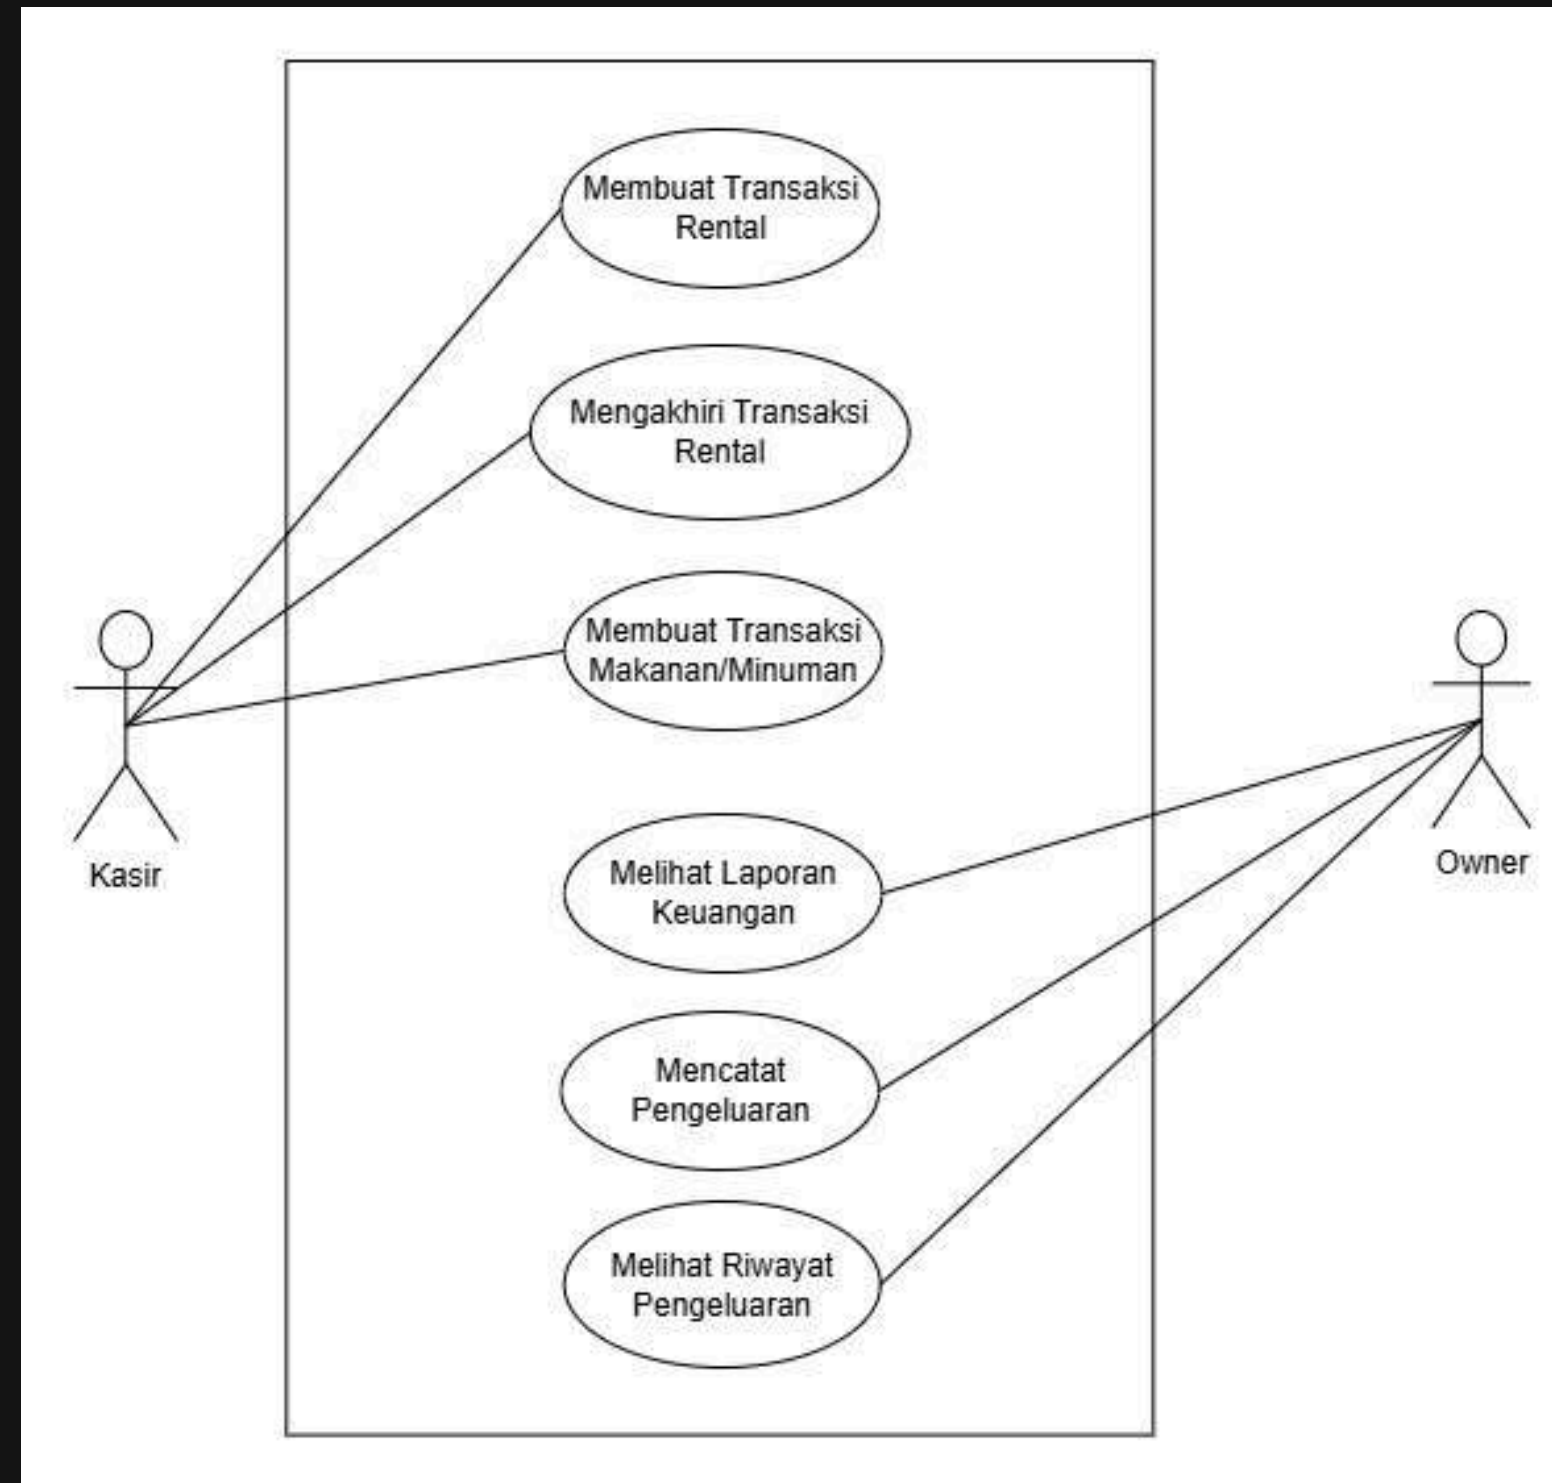 Membuat Transaksi
Rental
Mengakhiri Transaksi
Rental
Membuat Transaksi
Makanan/Minuman
Kasir
Owner
Melihat Laporan
Keuangan
Mencatat
Pengeluaran
Melihat Riwayat
Pengeluaran